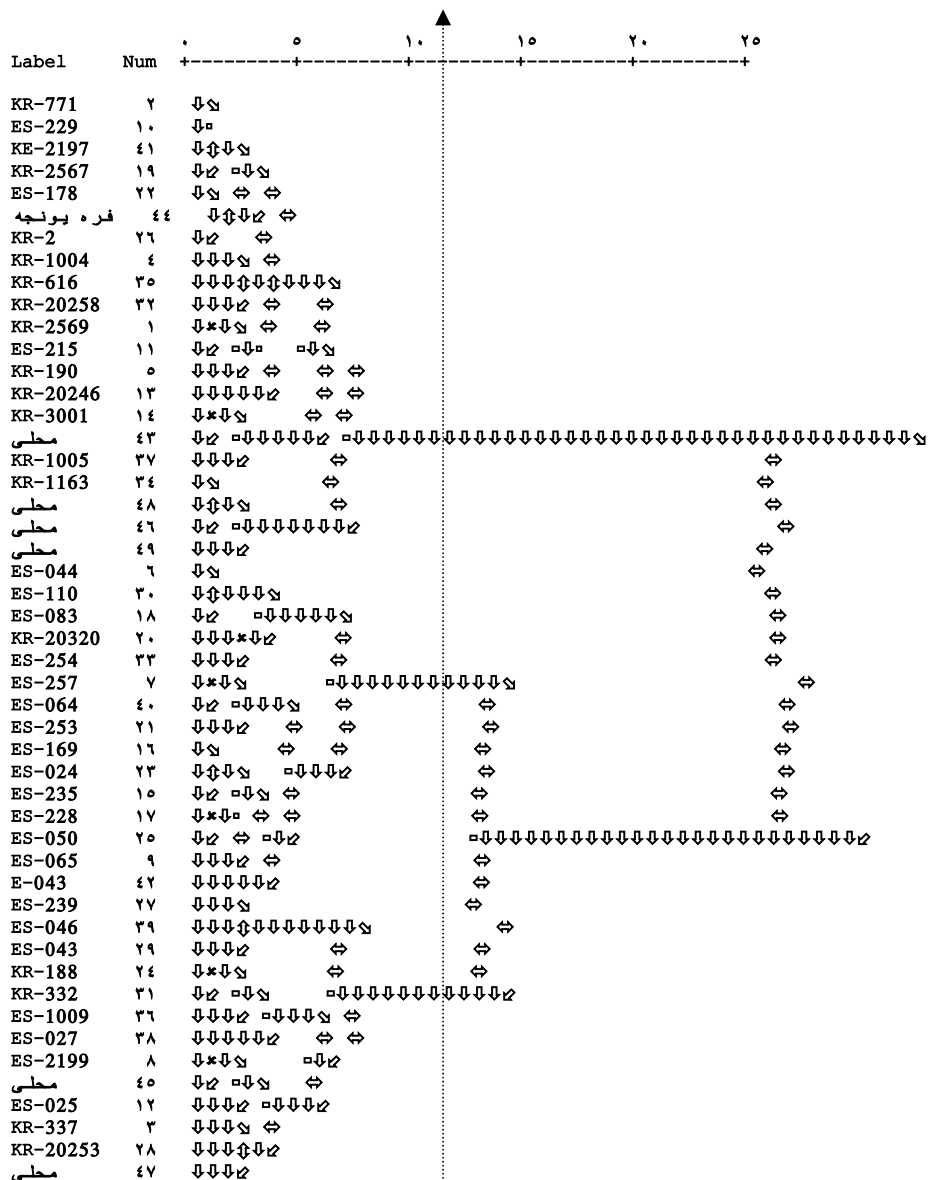 ٠ ٥ ١٠ ١٥ ٢٠ ٢٥
Label Num +---------+---------+---------+---------+---------+
KR-771 ٢
ES-229 ١٠
KE-2197 ٤١
KR-2567 ١٩
ES-178 ٢٢
فره یونجه ٤٤
KR-2 ٢٦
KR-1004 ٤
KR-616 ٣٥
KR-20258 ٣٢
KR-2569 ١
ES-215 ١١
KR-190 ٥
KR-20246 ١٣
KR-3001 ١٤
محلی ٤٣
KR-1005 ٣٧
KR-1163 ٣٤
محلی ٤٨
محلی ٤٦
محلی ٤٩
ES-044 ٦
ES-110 ٣٠
ES-083 ١٨
KR-20320 ٢٠
ES-254 ٣٣
ES-257 ٧
ES-064 ٤٠
ES-253 ٢١
ES-169 ١٦
ES-024 ٢٣
ES-235 ١٥
ES-228 ١٧
ES-050 ٢٥
ES-065 ٩
E-043 ٤٢
ES-239 ٢٧
ES-046 ٣٩
ES-043 ٢٩
KR-188 ٢٤
KR-332 ٣١
ES-1009 ٣٦
ES-027 ٣٨
ES-2199 ٨
محلی ٤٥
ES-025 ١٢
KR-337 ٣
KR-20253 ٢٨
محلی ٤٧